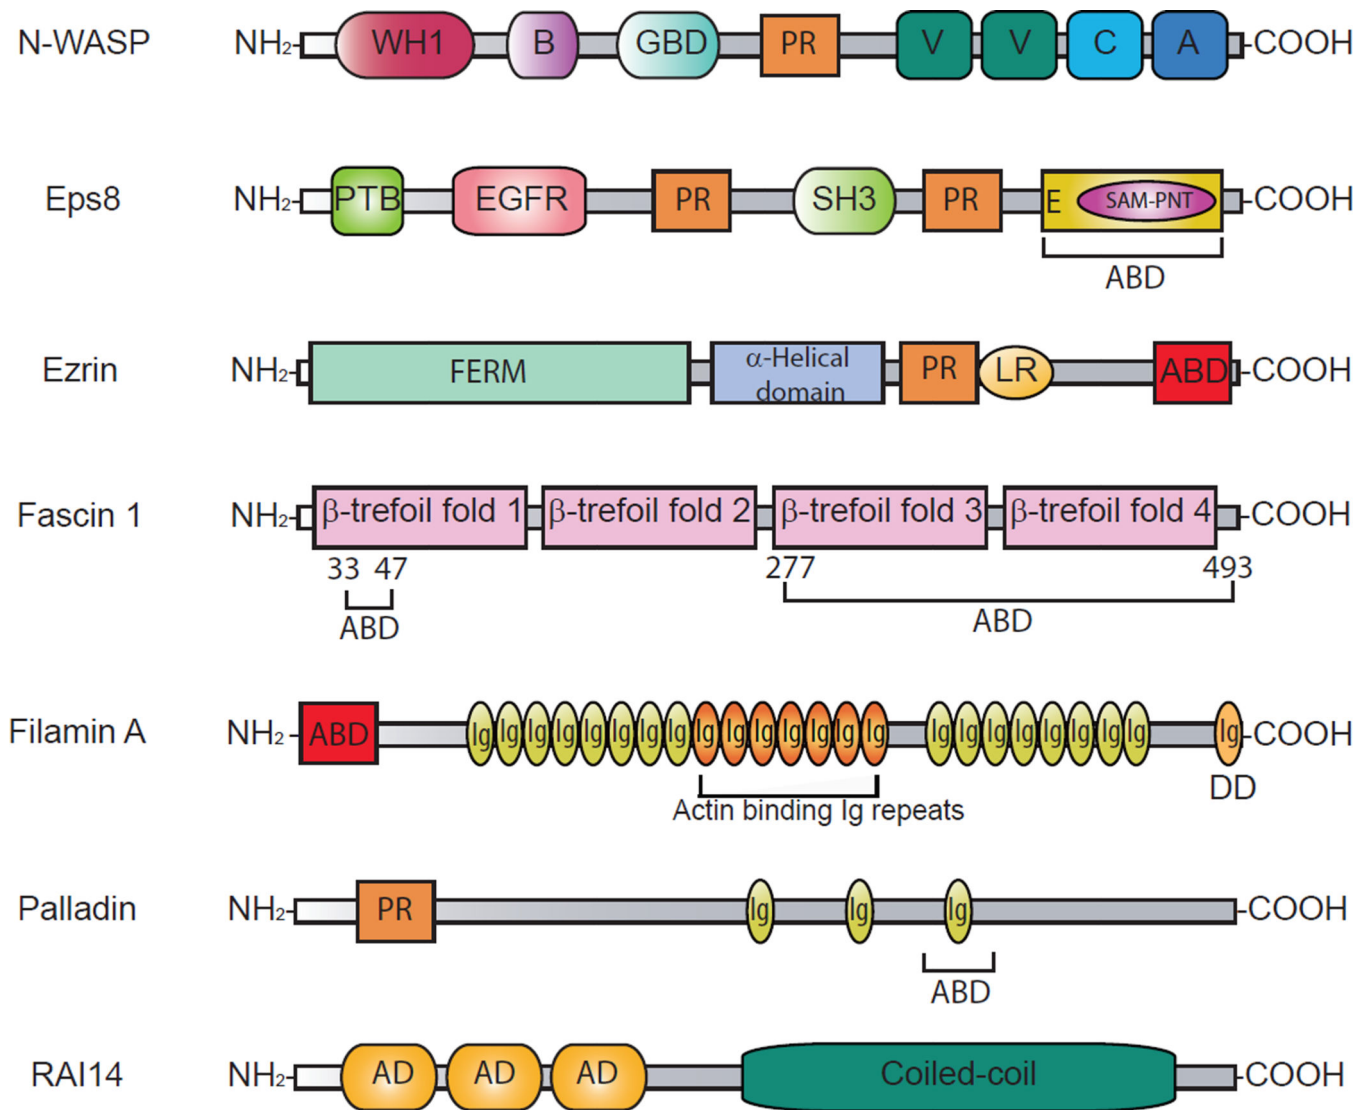 N-WASP NH2 WH1 B GBD PR V V C A COOH
Eps8 NH2 PTB EGFR PR SH3 PR E SAM-PNT COOH
ABD
Ezrin NH2 FERM α-Helical domain PR LR ABD COOH
Fascin 1 NH2 β-trefoil fold 1 β-trefoil fold 2 β-trefoil fold 3 β-trefoil fold 4 COOH
33 47 277 493
ABD ABD
Filamin A NH2 ABD Ig Ig Ig Ig Ig Ig Ig Ig Ig Ig Ig Ig Ig Ig Ig Ig Ig Ig Ig Ig Ig Ig Ig Ig COOH
Actin binding Ig repeats DD
Palladin NH2 PR Ig Ig Ig COOH
ABD
RAI14 NH2 AD AD AD Coiled-coil COOH